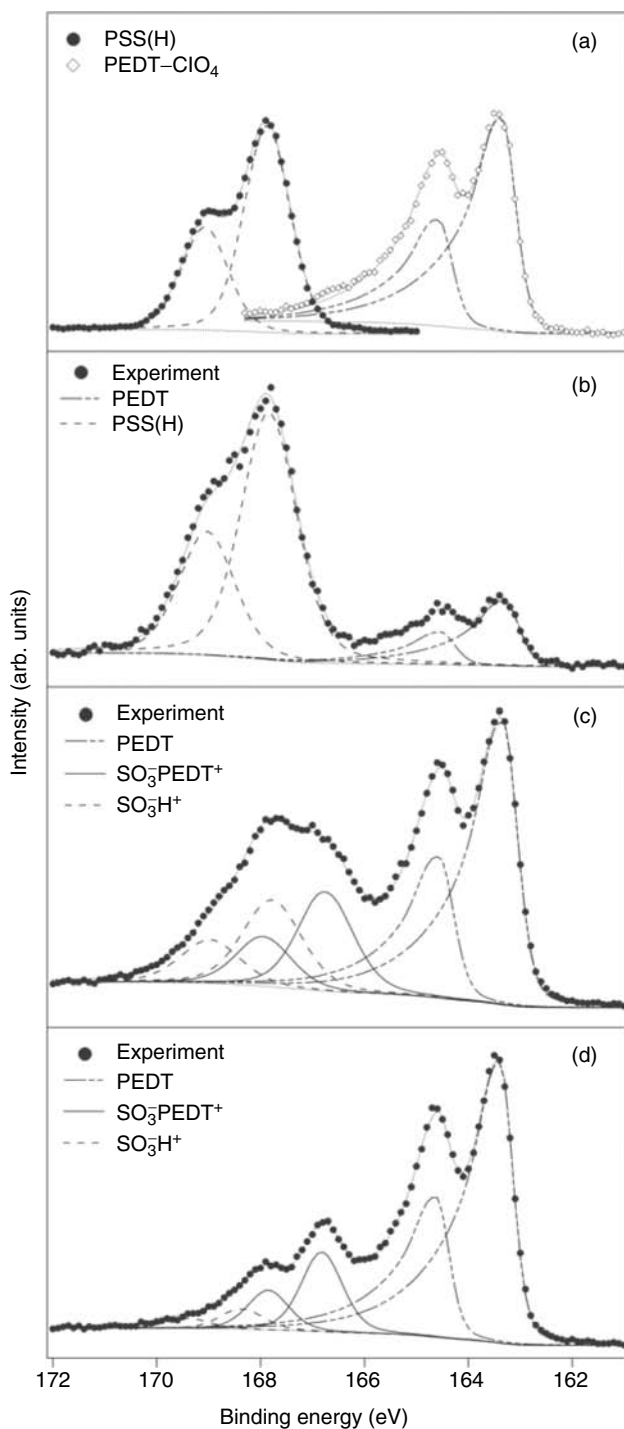 PSS(H)
PEDT–ClO₄
(a)
Experiment
PEDT
PSS(H)
(b)
Experiment
PEDT
SO₃⁻PEDT⁺
SO₃⁻H⁺
(c)
Experiment
PEDT
SO₃⁻PEDT⁺
SO₃⁻H⁺
(d)
Intensity (arb. units)
172 170 168 166 164 162
Binding energy (eV)